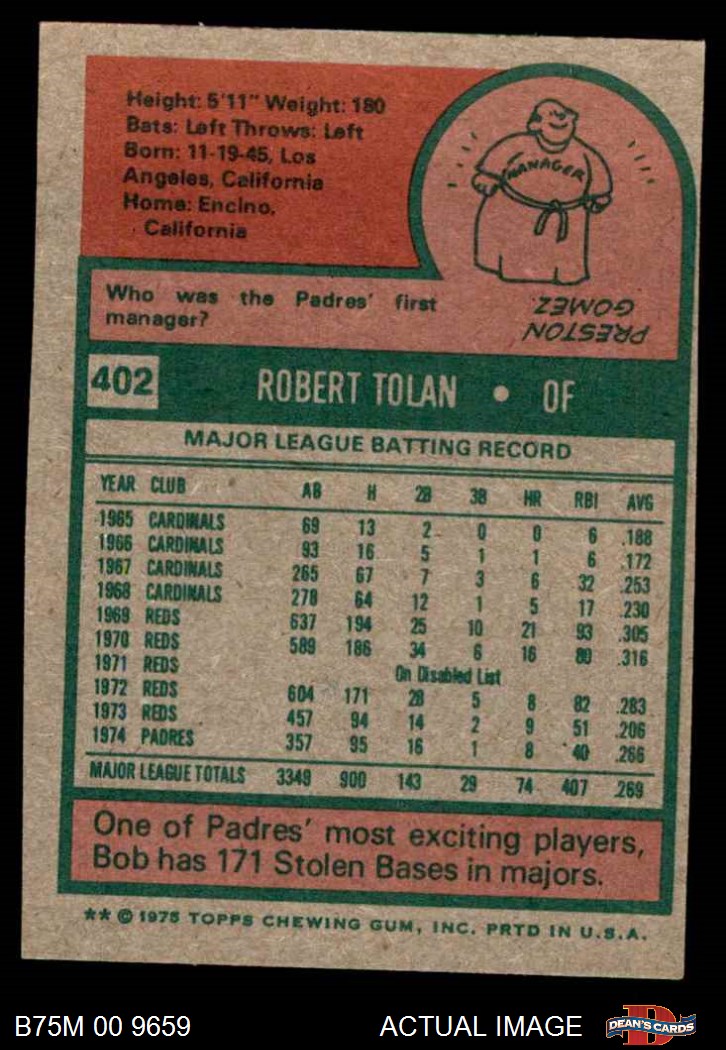 Height: 5'11" Weight: 180
Bats: Left Throws: Left
Born: 11-19-45, Los
Angeles, California
Home: Encino,
California
MANAGER
PRESTON
GOMEZ
Who was the Padres' first
manager?
402 ROBERT TOLAN • OF
MAJOR LEAGUE BATTING RECORD
YEAR CLUB AB H 2B 3B HR RBI AVG
1965 CARDINALS 69 13 2 0 0 6 .188
1966 CARDINALS 93 16 5 1 1 6 .172
1967 CARDINALS 265 67 7 3 6 32 .253
1968 CARDINALS 278 64 12 1 5 17 .230
1969 REDS 637 194 25 10 21 93 .305
1970 REDS 589 186 34 6 16 80 .316
1971 REDS On Disabled List
1972 REDS 604 171 28 5 8 82 .283
1973 REDS 457 94 14 2 9 51 .206
1974 PADRES 357 95 16 1 8 40 .266
MAJOR LEAGUE TOTALS 3349 900 143 29 74 407 .269
One of Padres' most exciting players,
Bob has 171 Stolen Bases in majors.
** © 1975 TOPPS CHEWING GUM, INC. PRTD IN U.S.A.
B75M 00 9659 ACTUAL IMAGE DEAN'S CARDS